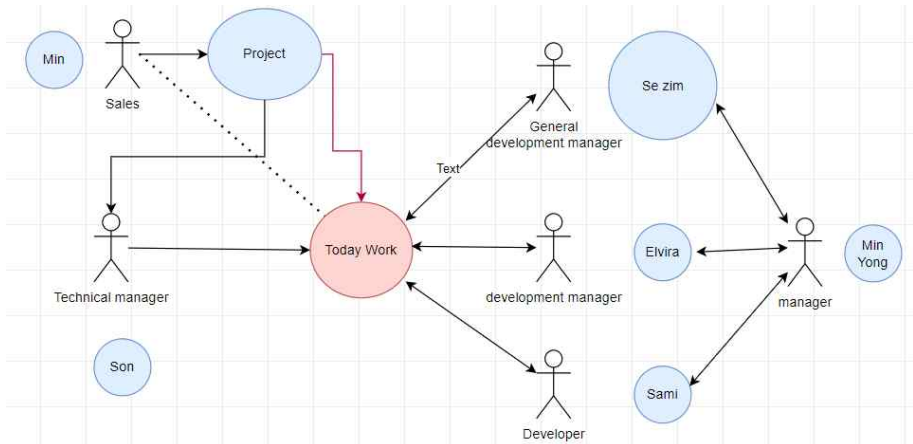 Min
Sales
Project
General
development manager
Se zim
Text
Technical manager
Today Work
development manager
Elvira
manager
Min
Yong
Son
Developer
Sami